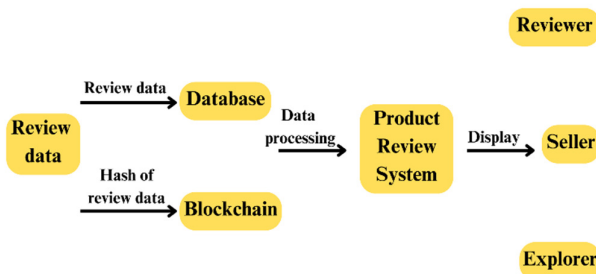 Reviewer
Review data
Database
Review
data
Data
processing
Product
Review
System
Display
Seller
Hash of
review data
Blockchain
Explorer